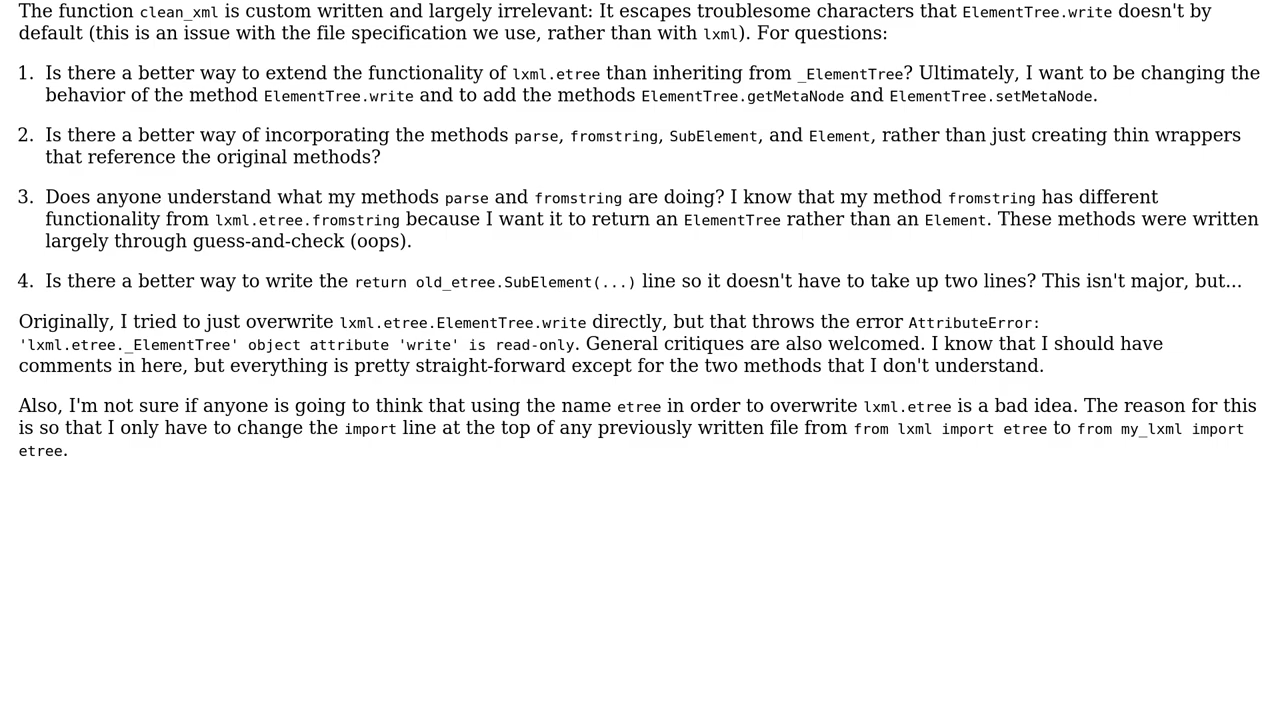 The function clean_xml is custom written and largely irrelevant: It escapes troublesome characters that ElementTree.write doesn't by
default (this is an issue with the file specification we use, rather than with lxml). For questions:
1. Is there a better way to extend the functionality of lxml.etree than inheriting from _ElementTree? Ultimately, I want to be changing the
behavior of the method ElementTree.write and to add the methods ElementTree.getMetaNode and ElementTree.setMetaNode.
2. Is there a better way of incorporating the methods parse, fromstring, SubElement, and Element, rather than just creating thin wrappers
that reference the original methods?
3. Does anyone understand what my methods parse and fromstring are doing? I know that my method fromstring has different
functionality from lxml.etree.fromstring because I want it to return an ElementTree rather than an Element. These methods were written
largely through guess-and-check (oops).
4. Is there a better way to write the return old_etree.SubElement(...) line so it doesn't have to take up two lines? This isn't major, but...
Originally, I tried to just overwrite lxml.etree.ElementTree.write directly, but that throws the error AttributeError:
'lxml.etree._ElementTree' object attribute 'write' is read-only. General critiques are also welcomed. I know that I should have
comments in here, but everything is pretty straight-forward except for the two methods that I don't understand.
Also, I'm not sure if anyone is going to think that using the name etree in order to overwrite lxml.etree is a bad idea. The reason for this
is so that I only have to change the import line at the top of any previously written file from from lxml import etree to from my_lxml import
etree.